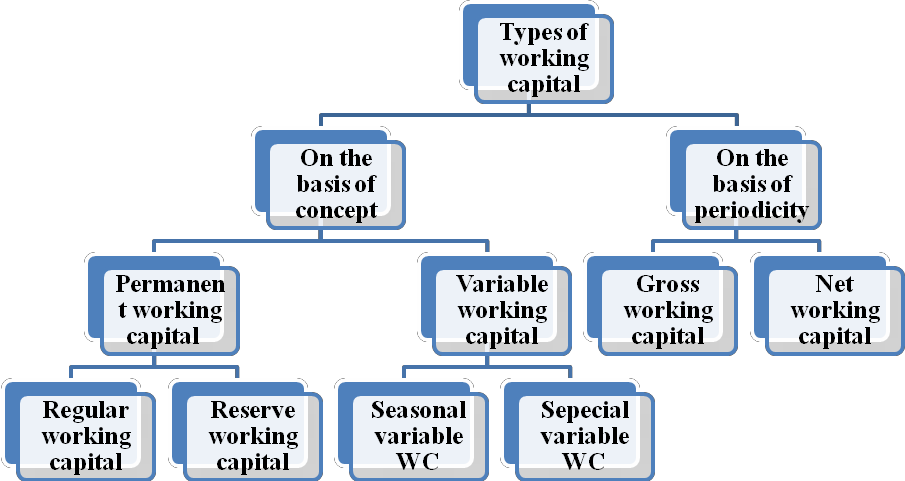 Types of
working
capital
On the
basis of
concept
On the
basis of
periodicity
Permanen
t working
capital
Variable
working
capital
Gross
working
capital
Net
working
capital
Regular
working
capital
Reserve
working
capital
Seasonal
variable
WC
Sepecial
variable
WC